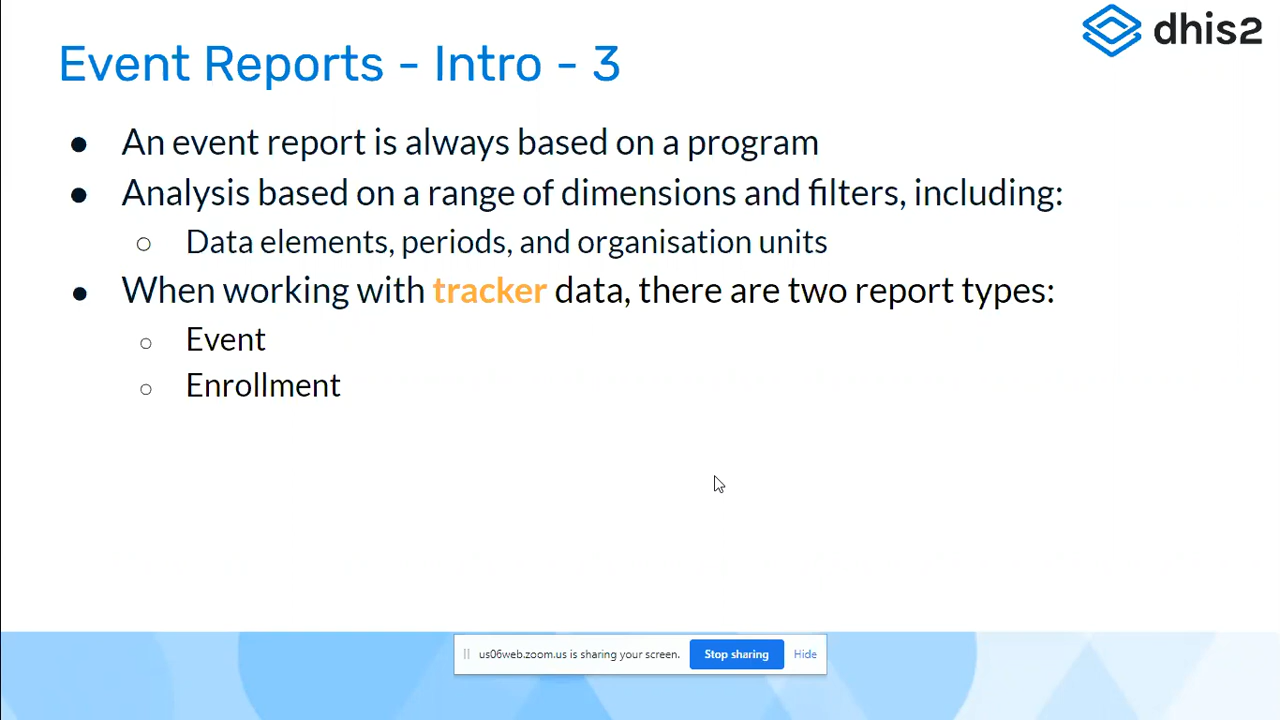 dhis2
Event Reports - Intro - 3
● An event report is always based on a program
● Analysis based on a range of dimensions and filters, including:
○ Data elements, periods, and organisation units
● When working with tracker data, there are two report types:
○ Event
○ Enrollment
us06web.zoom.us is sharing your screen. Stop sharing Hide